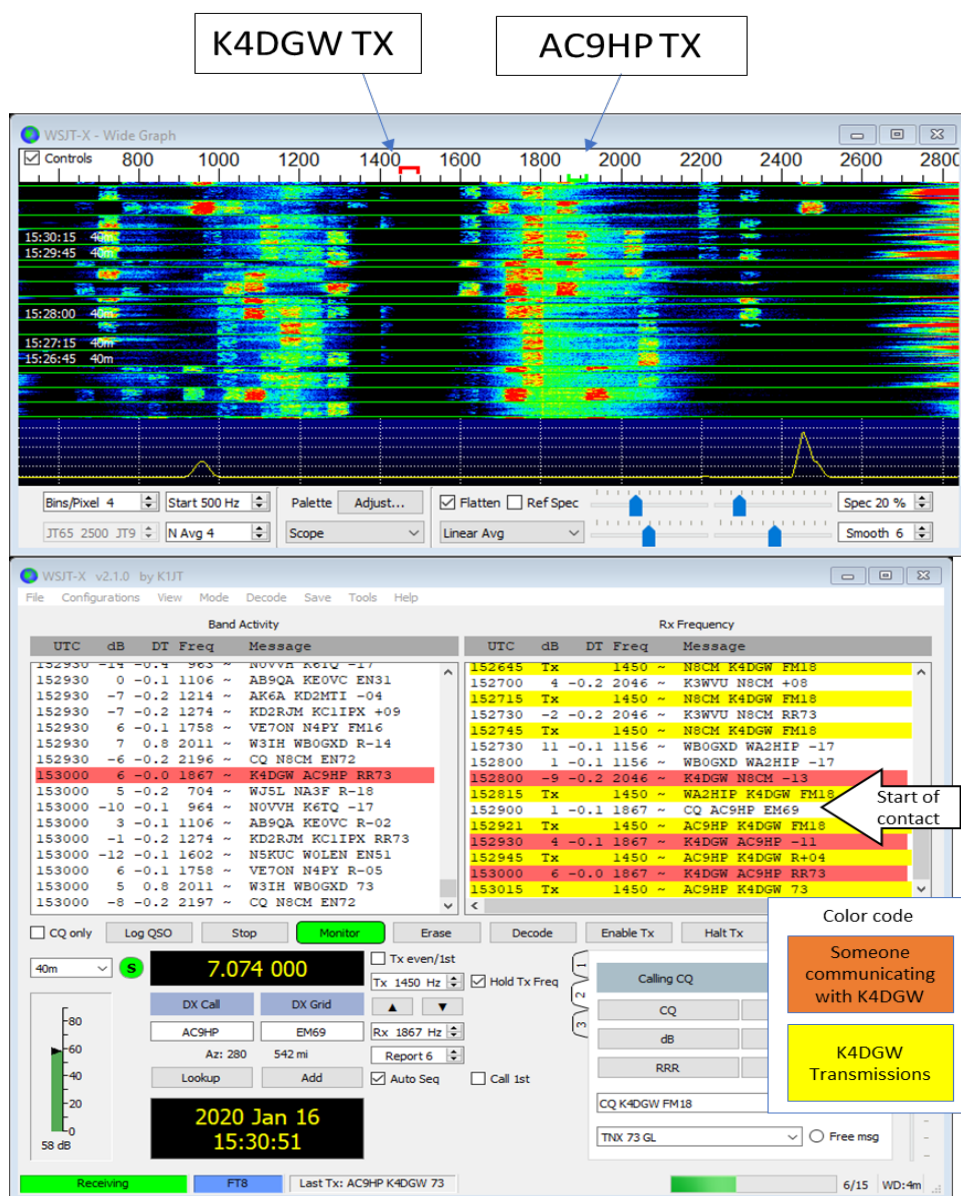 K4DGW TX
AC9HP TX
WSJT-X - Wide Graph
Controls 800 1000 1200 1400 1600 1800 2000 2200 2400 2600 2800
15:30:15 40m
15:29:45 40m
15:28:00 40m
15:27:15 40m
15:26:45 40m
Bins/Pixel 4 Start 500 Hz Palette Adjust... Flatten Ref Spec Spec 20 %
JT65 2500 JT9 N Avg 4 Scope Linear Avg Smooth 6
WSJT-X v2.1.0 by K1JT
File Configurations View Mode Decode Save Tools Help
Band Activity
UTC dB DT Freq Message
152930 -14 -0.4 963 ~ N0VVH K6TQ -17
152930 0 -0.1 1106 ~ AB9QA KE0VC EN31
152930 -7 -0.2 1214 ~ AK6A KD2MTI -04
152930 -7 -0.2 1274 ~ KD2RJM KC1IPX +09
152930 6 -0.1 1758 ~ VE7ON N4PY FM16
152930 7 0.8 2011 ~ W3IH WB0GXD R-14
152930 -6 -0.2 2196 ~ CQ N8CM EN72
153000 6 -0.0 1867 ~ K4DGW AC9HP RR73
153000 5 -0.2 704 ~ WJ5L NA3F R-18
153000 -10 -0.1 964 ~ N0VVH K6TQ -17
153000 3 -0.1 1106 ~ AB9QA KE0VC R-02
153000 -1 -0.2 1274 ~ KD2RJM KC1IPX RR73
153000 -12 -0.1 1602 ~ N5KUC W0LEN EN51
153000 6 -0.1 1758 ~ VE7ON N4PY R-05
153000 5 0.8 2011 ~ W3IH WB0GXD 73
153000 -8 -0.2 2197 ~ CQ N8CM EN72
Rx Frequency
UTC dB DT Freq Message
152645 Tx 1450 ~ N8CM K4DGW FM18
152700 4 -0.2 2046 ~ K3WVU N8CM +08
152715 Tx 1450 ~ N8CM K4DGW FM18
152730 -2 -0.2 2046 ~ K3WVU N8CM RR73
152745 Tx 1450 ~ N8CM K4DGW FM18
152730 11 -0.1 1156 ~ WB0GXD WA2HIP -17
152800 1 -0.1 1156 ~ WB0GXD WA2HIP -17
152800 -9 -0.2 2046 ~ K4DGW N8CM -13
152815 Tx 1450 ~ WA2HIP K4DGW FM18
152900 1 -0.1 1867 ~ CQ AC9HP EM69
152921 Tx 1450 ~ AC9HP K4DGW FM18
152930 4 -0.1 1867 ~ K4DGW AC9HP -11
152945 Tx 1450 ~ AC9HP K4DGW R+04
153000 6 -0.0 1867 ~ K4DGW AC9HP RR73
153015 Tx 1450 ~ AC9HP K4DGW 73
Start of
contact
CQ only Log QSO Stop Monitor Erase Decode Enable Tx Halt Tx
40m S 7.074 000 Tx even/1st
Tx 1450 Hz Hold Tx Freq
DX Call DX Grid
AC9HP EM69 Rx 1867 Hz
Az: 280 542 mi Report 6
Lookup Add Auto Seq Call 1st
2020 Jan 16
15:30:51
-80
-60
-40
-20
-0
58 dB
1
2
3
Calling CQ
CQ
dB
RRR
CQ K4DGW FM18
TNX 73 GL Free msg
Color code
Someone
communicating
with K4DGW
K4DGW
Transmissions
Receiving FT8 Last Tx: AC9HP K4DGW 73 6/15 WD:4m